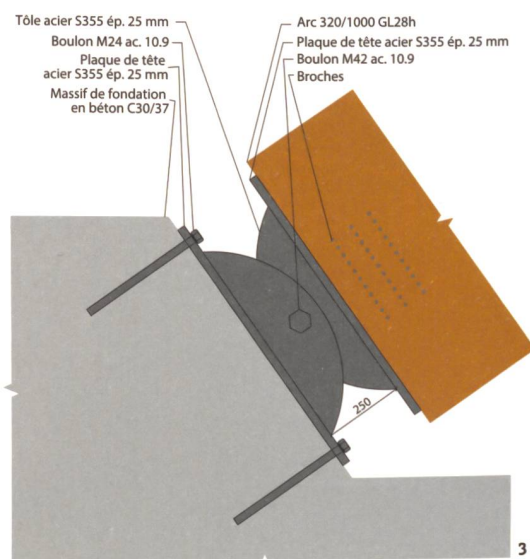 Tôle acier S355 ép. 25 mm
Boulon M24 ac. 10.9
Plaque de tête
acier S355 ép. 25 mm
Massif de fondation
en béton C30/37
Arc 320/1000 GL28h
Plaque de tête acier S355 ép. 25 mm
Boulon M42 ac. 10.9
Broches
250
3